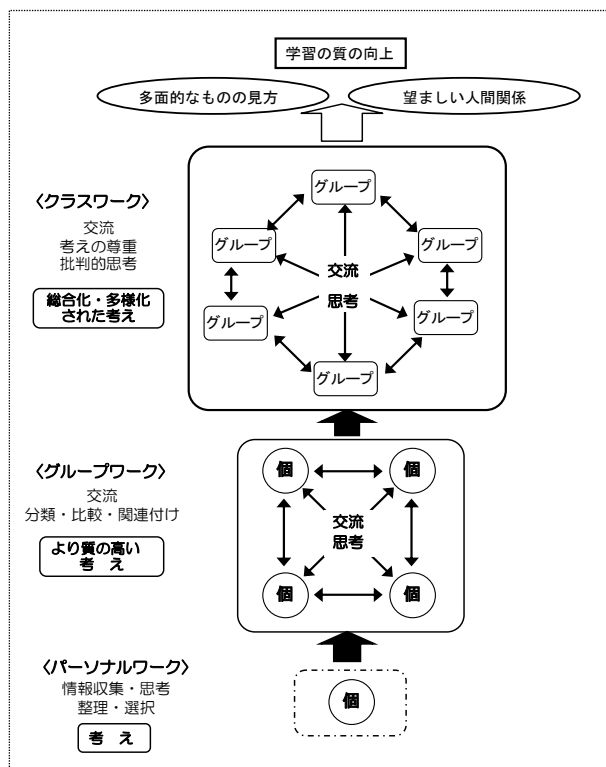 学習の質の向上
多面的なものの見方
望ましい人間関係
〈クラスワーク〉
交流
考えの尊重
批判的思考
総合化・多様化
された考え
グループ
グループ
グループ
交流
思考
グループ
グループ
グループ
〈グループワーク〉
交流
分類・比較・関連付け
より質の高い
考　え
個
個
交流
思考
個
個
〈パーソナルワーク〉
情報収集・思考
整理・選択
考　え
個